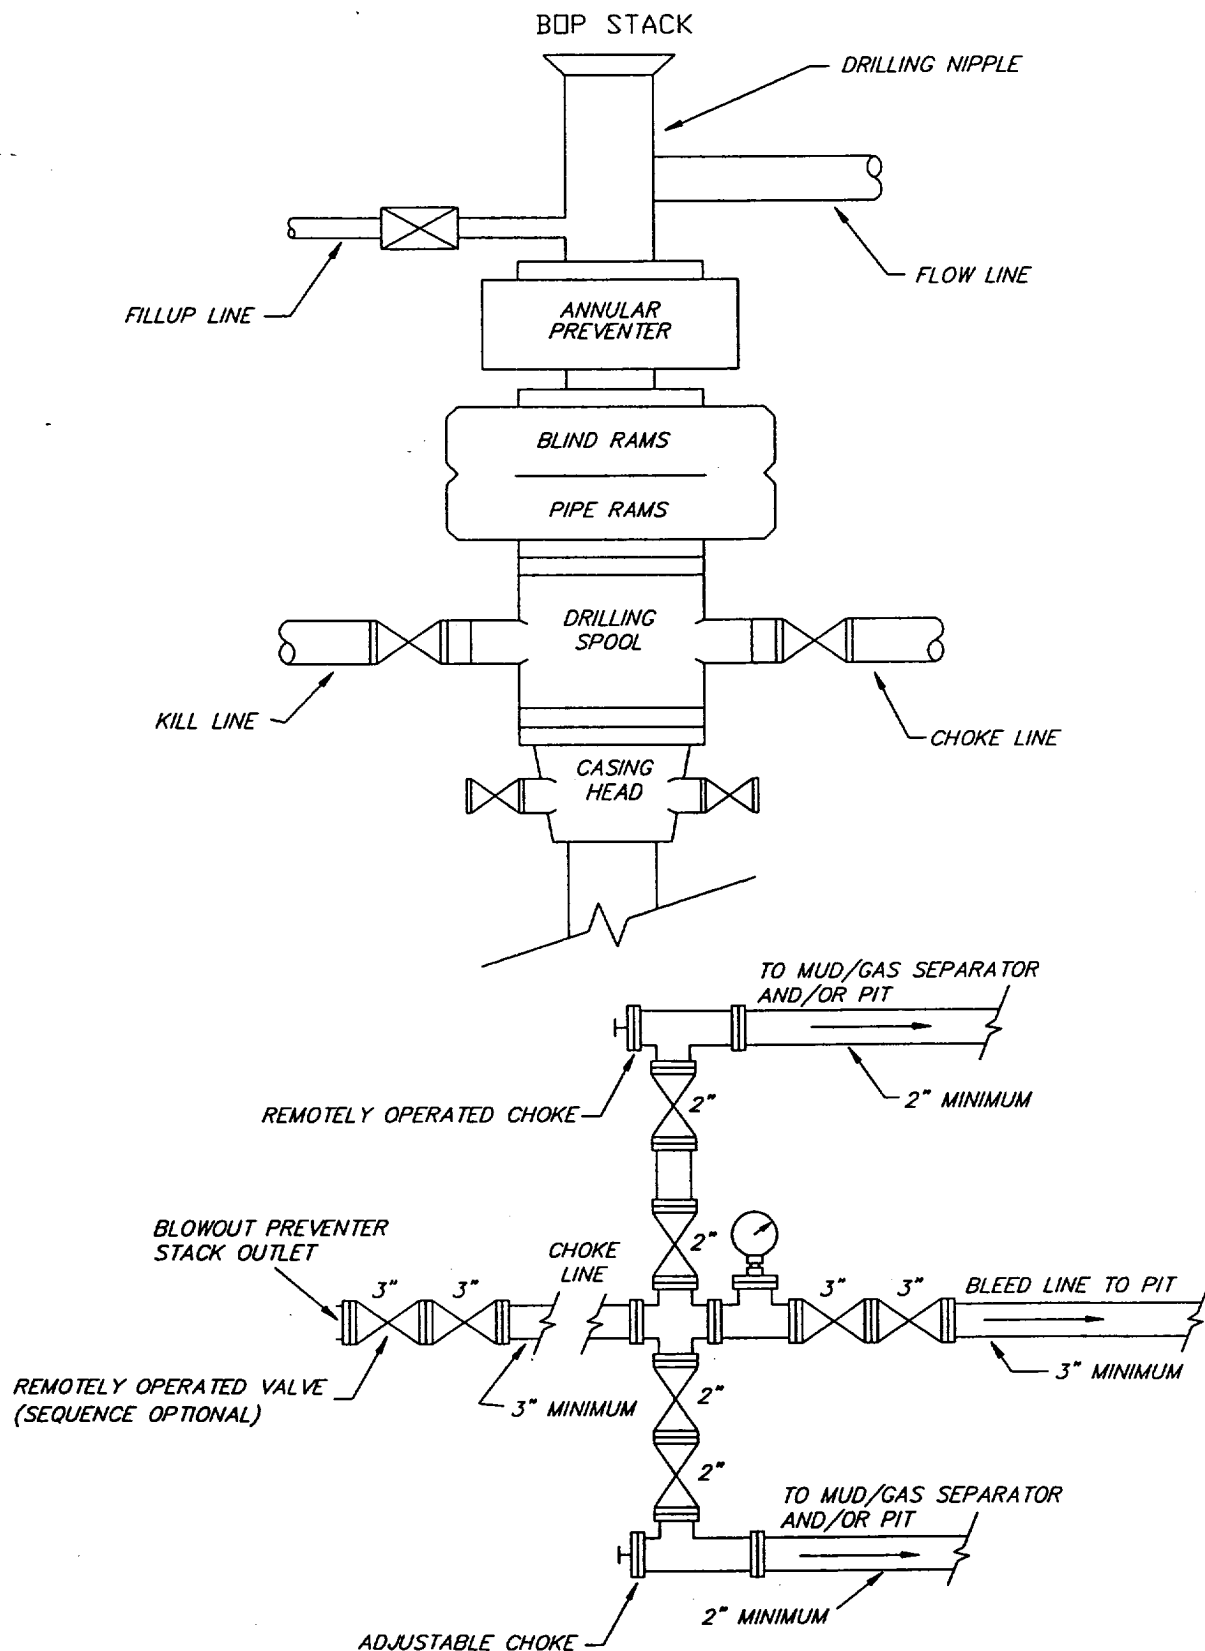 BOP STACK
DRILLING NIPPLE
FLOW LINE
FILLUP LINE
ANNULAR
PREVENTER
BLIND RAMS
PIPE RAMS
DRILLING
SPOOL
KILL LINE
CHOKE LINE
CASING
HEAD
TO MUD/GAS SEPARATOR
AND/OR PIT
2" MINIMUM
REMOTELY OPERATED CHOKE
2"
2"
BLOWOUT PREVENTER
STACK OUTLET
CHOKE
LINE
3"
3"
3"
3"
BLEED LINE TO PIT
3" MINIMUM
REMOTELY OPERATED VALVE
(SEQUENCE OPTIONAL)
3" MINIMUM
2"
2"
TO MUD/GAS SEPARATOR
AND/OR PIT
2" MINIMUM
ADJUSTABLE CHOKE